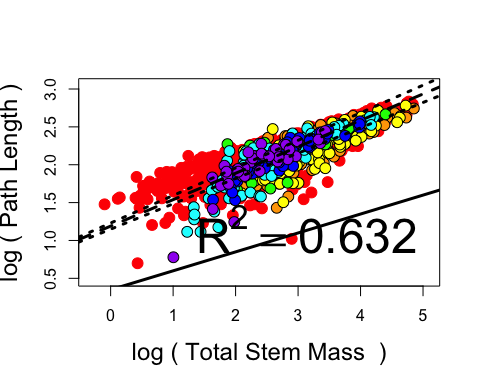 log ( Path Length )
3.0
2.5
2.0
1.5
1.0
0.5
R² = 0.632
0 1 2 3 4 5
log ( Total Stem Mass )